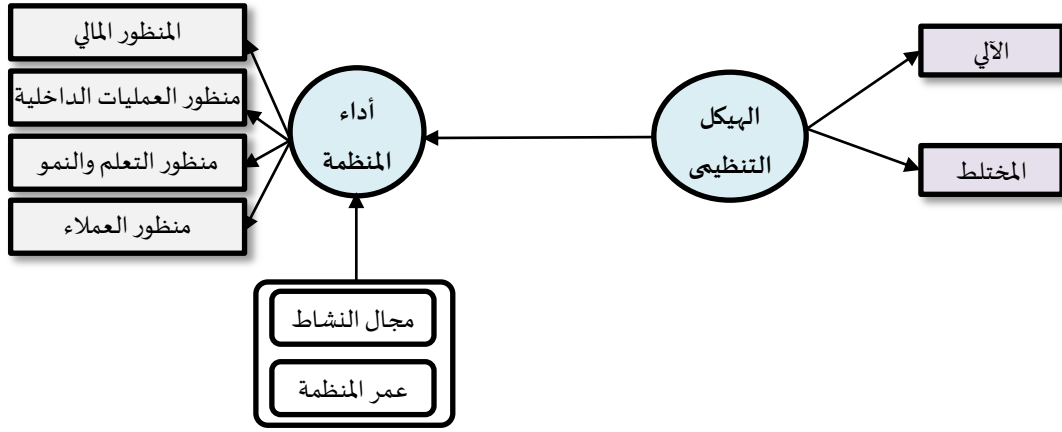 الآلي
المختلط
الهيكل
التنظيمى
أداء
المنظمة
المنظور المالي
منظور العمليات الداخلية
منظور التعلم والنمو
منظور العملاء
مجال النشاط
عمر المنظمة